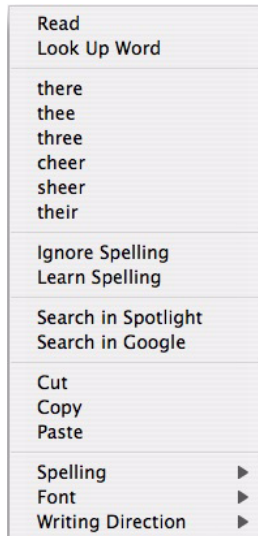 Read
Look Up Word
there
thee
three
cheer
sheer
their
Ignore Spelling
Learn Spelling
Search in Spotlight
Search in Google
Cut
Copy
Paste
Spelling
Font
Writing Direction